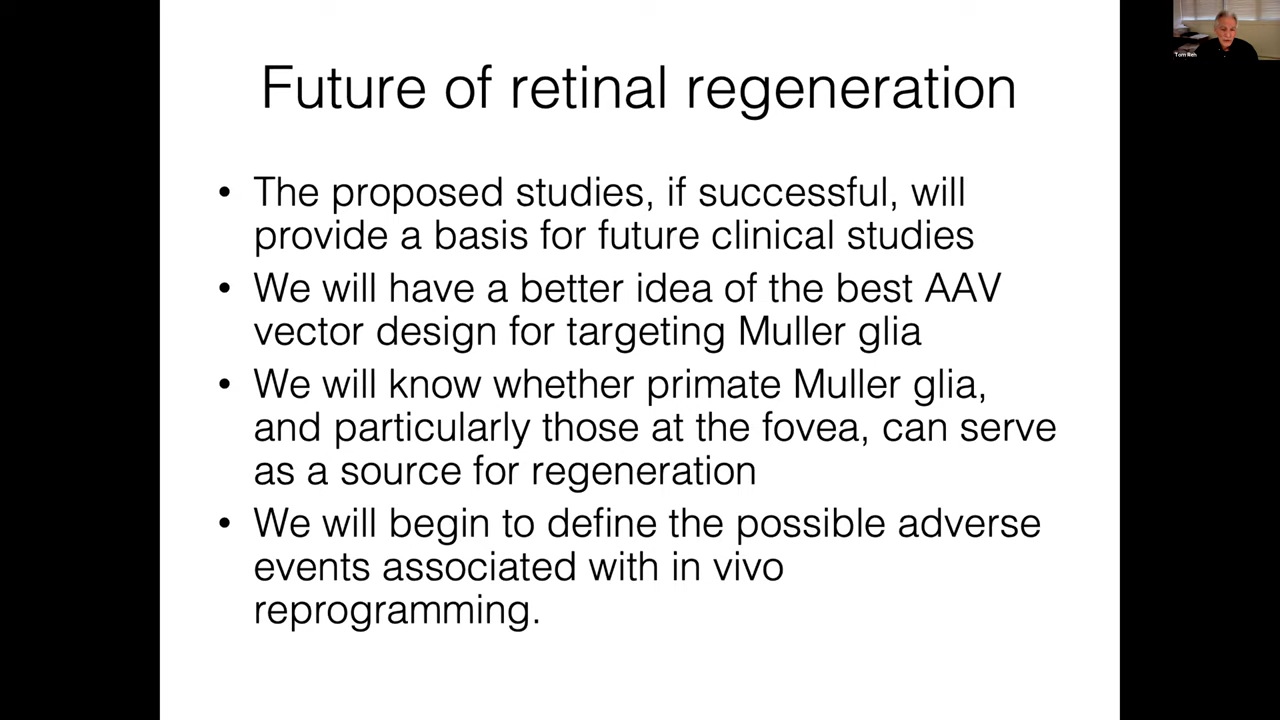 Future of retinal regeneration
• The proposed studies, if successful, will
provide a basis for future clinical studies
• We will have a better idea of the best AAV
vector design for targeting Muller glia
• We will know whether primate Muller glia,
and particularly those at the fovea, can serve
as a source for regeneration
• We will begin to define the possible adverse
events associated with in vivo
reprogramming.
Tom Reh